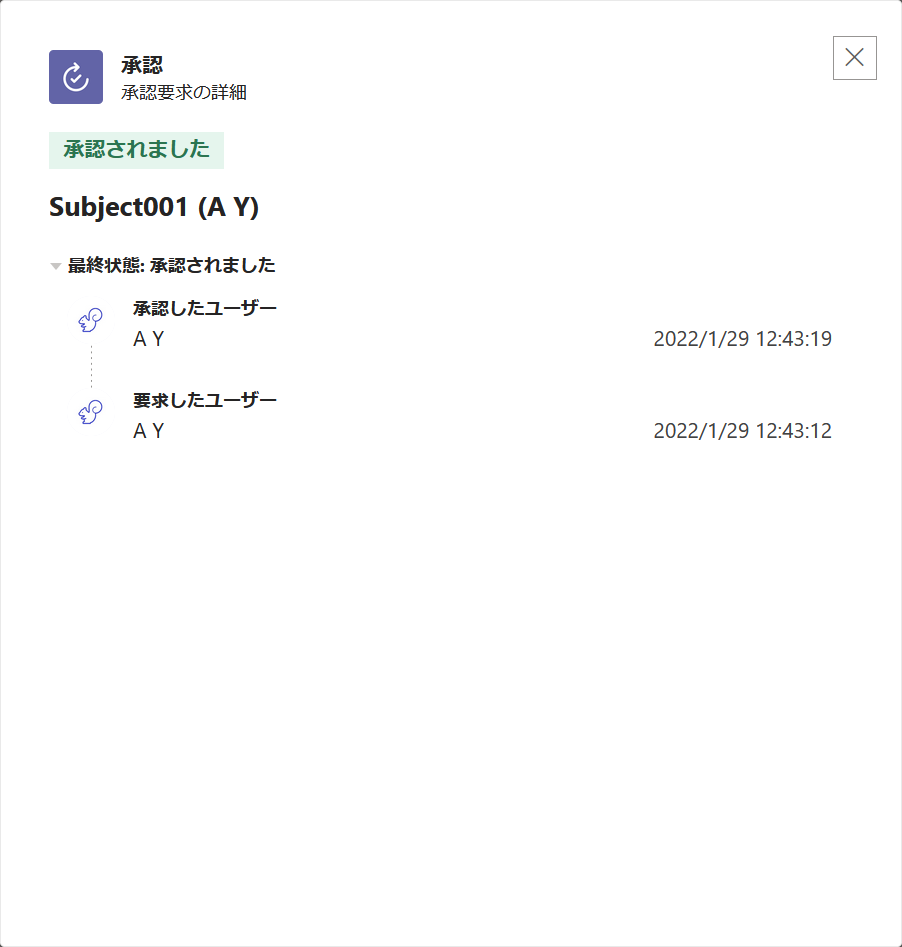 承認
承認要求の詳細
承認されました
Subject001 (A Y)
最終状態: 承認されました
承認したユーザー
A Y 2022/1/29 12:43:19
要求したユーザー
A Y 2022/1/29 12:43:12